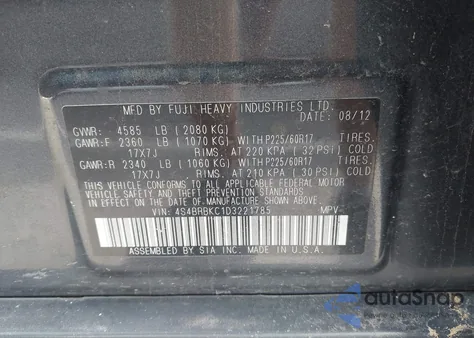 MFD. BY FUJI HEAVY INDUSTRIES LTD.
DATE: 08/12
GVWR: 4585 LB ( 2080 KG)
GAWR:F 2360 LB ( 1070 KG) WITH P225/60R17 TIRES.
17X7J RIMS. AT 220 KPA ( 32 PSI) COLD
GAWR:R 2340 LB ( 1060 KG) WITH P225/60R17 TIRES.
17X7J RIMS. AT 210 KPA ( 30 PSI) COLD
THIS VEHICLE CONFORMS TO ALL APPLICABLE FEDERAL MOTOR
VEHICLE SAFETY, BUMPER, AND THEFT PREVENTION STANDARDS
IN EFFECT ON THE DATE OF MANUFACTURE SHOWN ABOVE.
VIN: 4S4BRBKC1D3221785 MPV
ASSEMBLED BY SIA INC. MADE IN U.S.A.
autoSnap